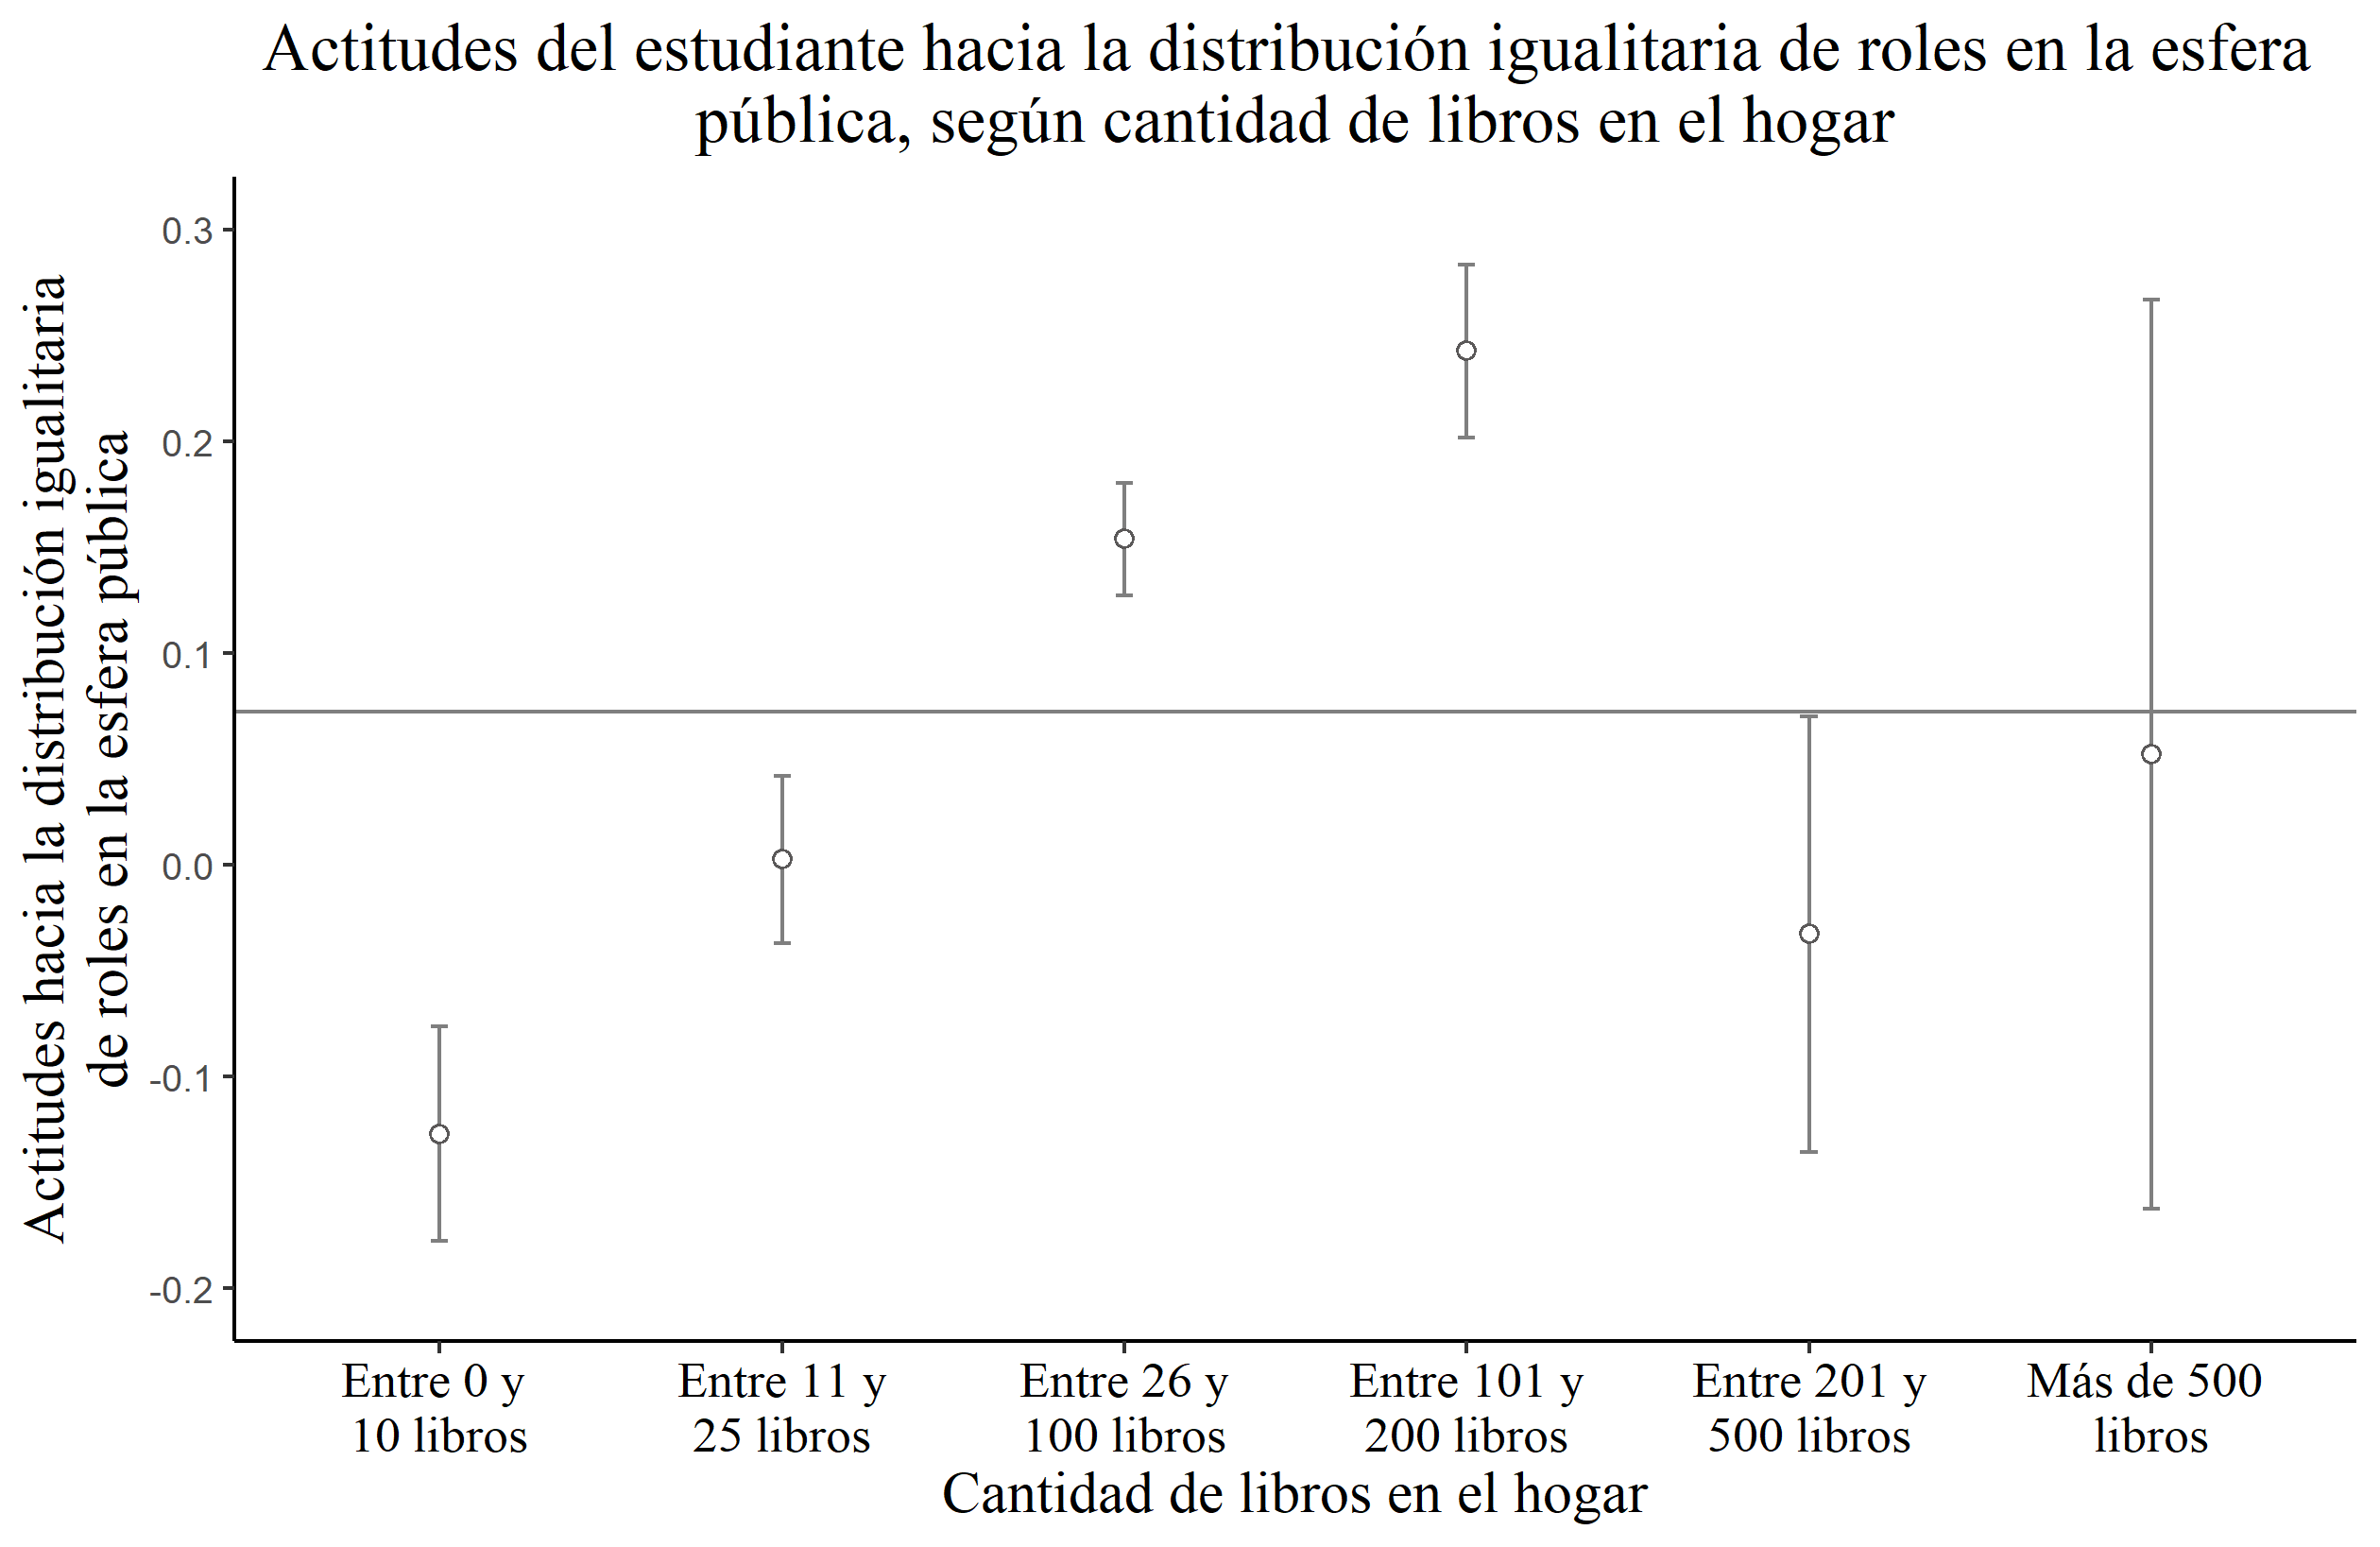 Actitudes del estudiante hacia la distribución igualitaria de roles en la esfera
pública, según cantidad de libros en el hogar
Actitudes hacia la distribución igualitaria
de roles en la esfera pública
0.3
0.2
0.1
0.0
-0.1
-0.2
Entre 0 y
10 libros
Entre 11 y
25 libros
Entre 26 y
100 libros
Entre 101 y
200 libros
Entre 201 y
500 libros
Más de 500
libros
Cantidad de libros en el hogar